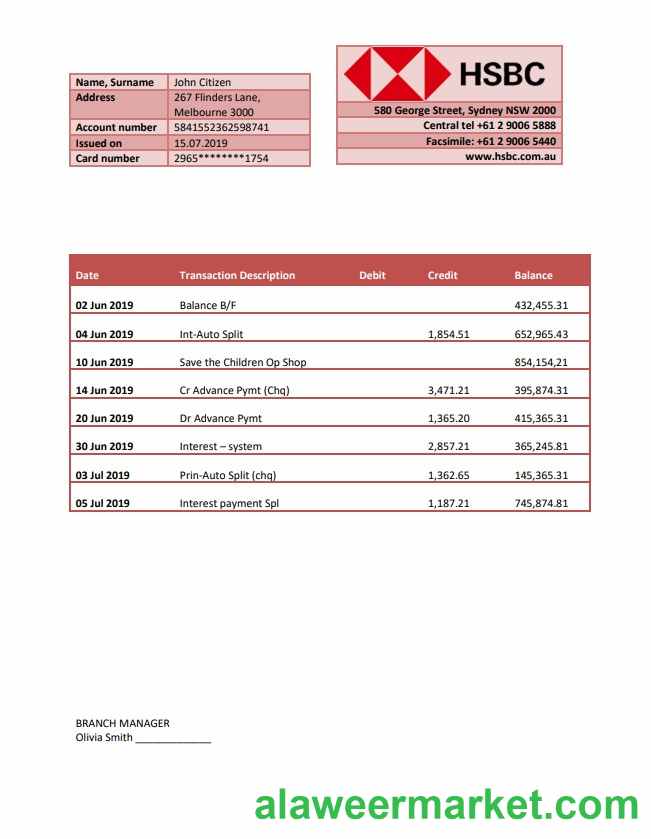 Name, Surname John Citizen
Address 267 Flinders Lane,
Melbourne 3000
Account number 5841552362598741
Issued on 15.07.2019
Card number 2965********1754
HSBC
580 George Street, Sydney NSW 2000
Central tel +61 2 9006 5888
Facsimile: +61 2 9006 5440
www.hsbc.com.au
Date Transaction Description Debit Credit Balance
02 Jun 2019 Balance B/F 432,455.31
04 Jun 2019 Int-Auto Split 1,854.51 652,965.43
10 Jun 2019 Save the Children Op Shop 854,154,21
14 Jun 2019 Cr Advance Pymt (Chq) 3,471.21 395,874.31
20 Jun 2019 Dr Advance Pymt 1,365.20 415,365.31
30 Jun 2019 Interest – system 2,857.21 365,245.81
03 Jul 2019 Prin-Auto Split (chq) 1,362.65 145,365.31
05 Jul 2019 Interest payment Spl 1,187.21 745,874.81
BRANCH MANAGER
Olivia Smith _____________
alaweermarket.com